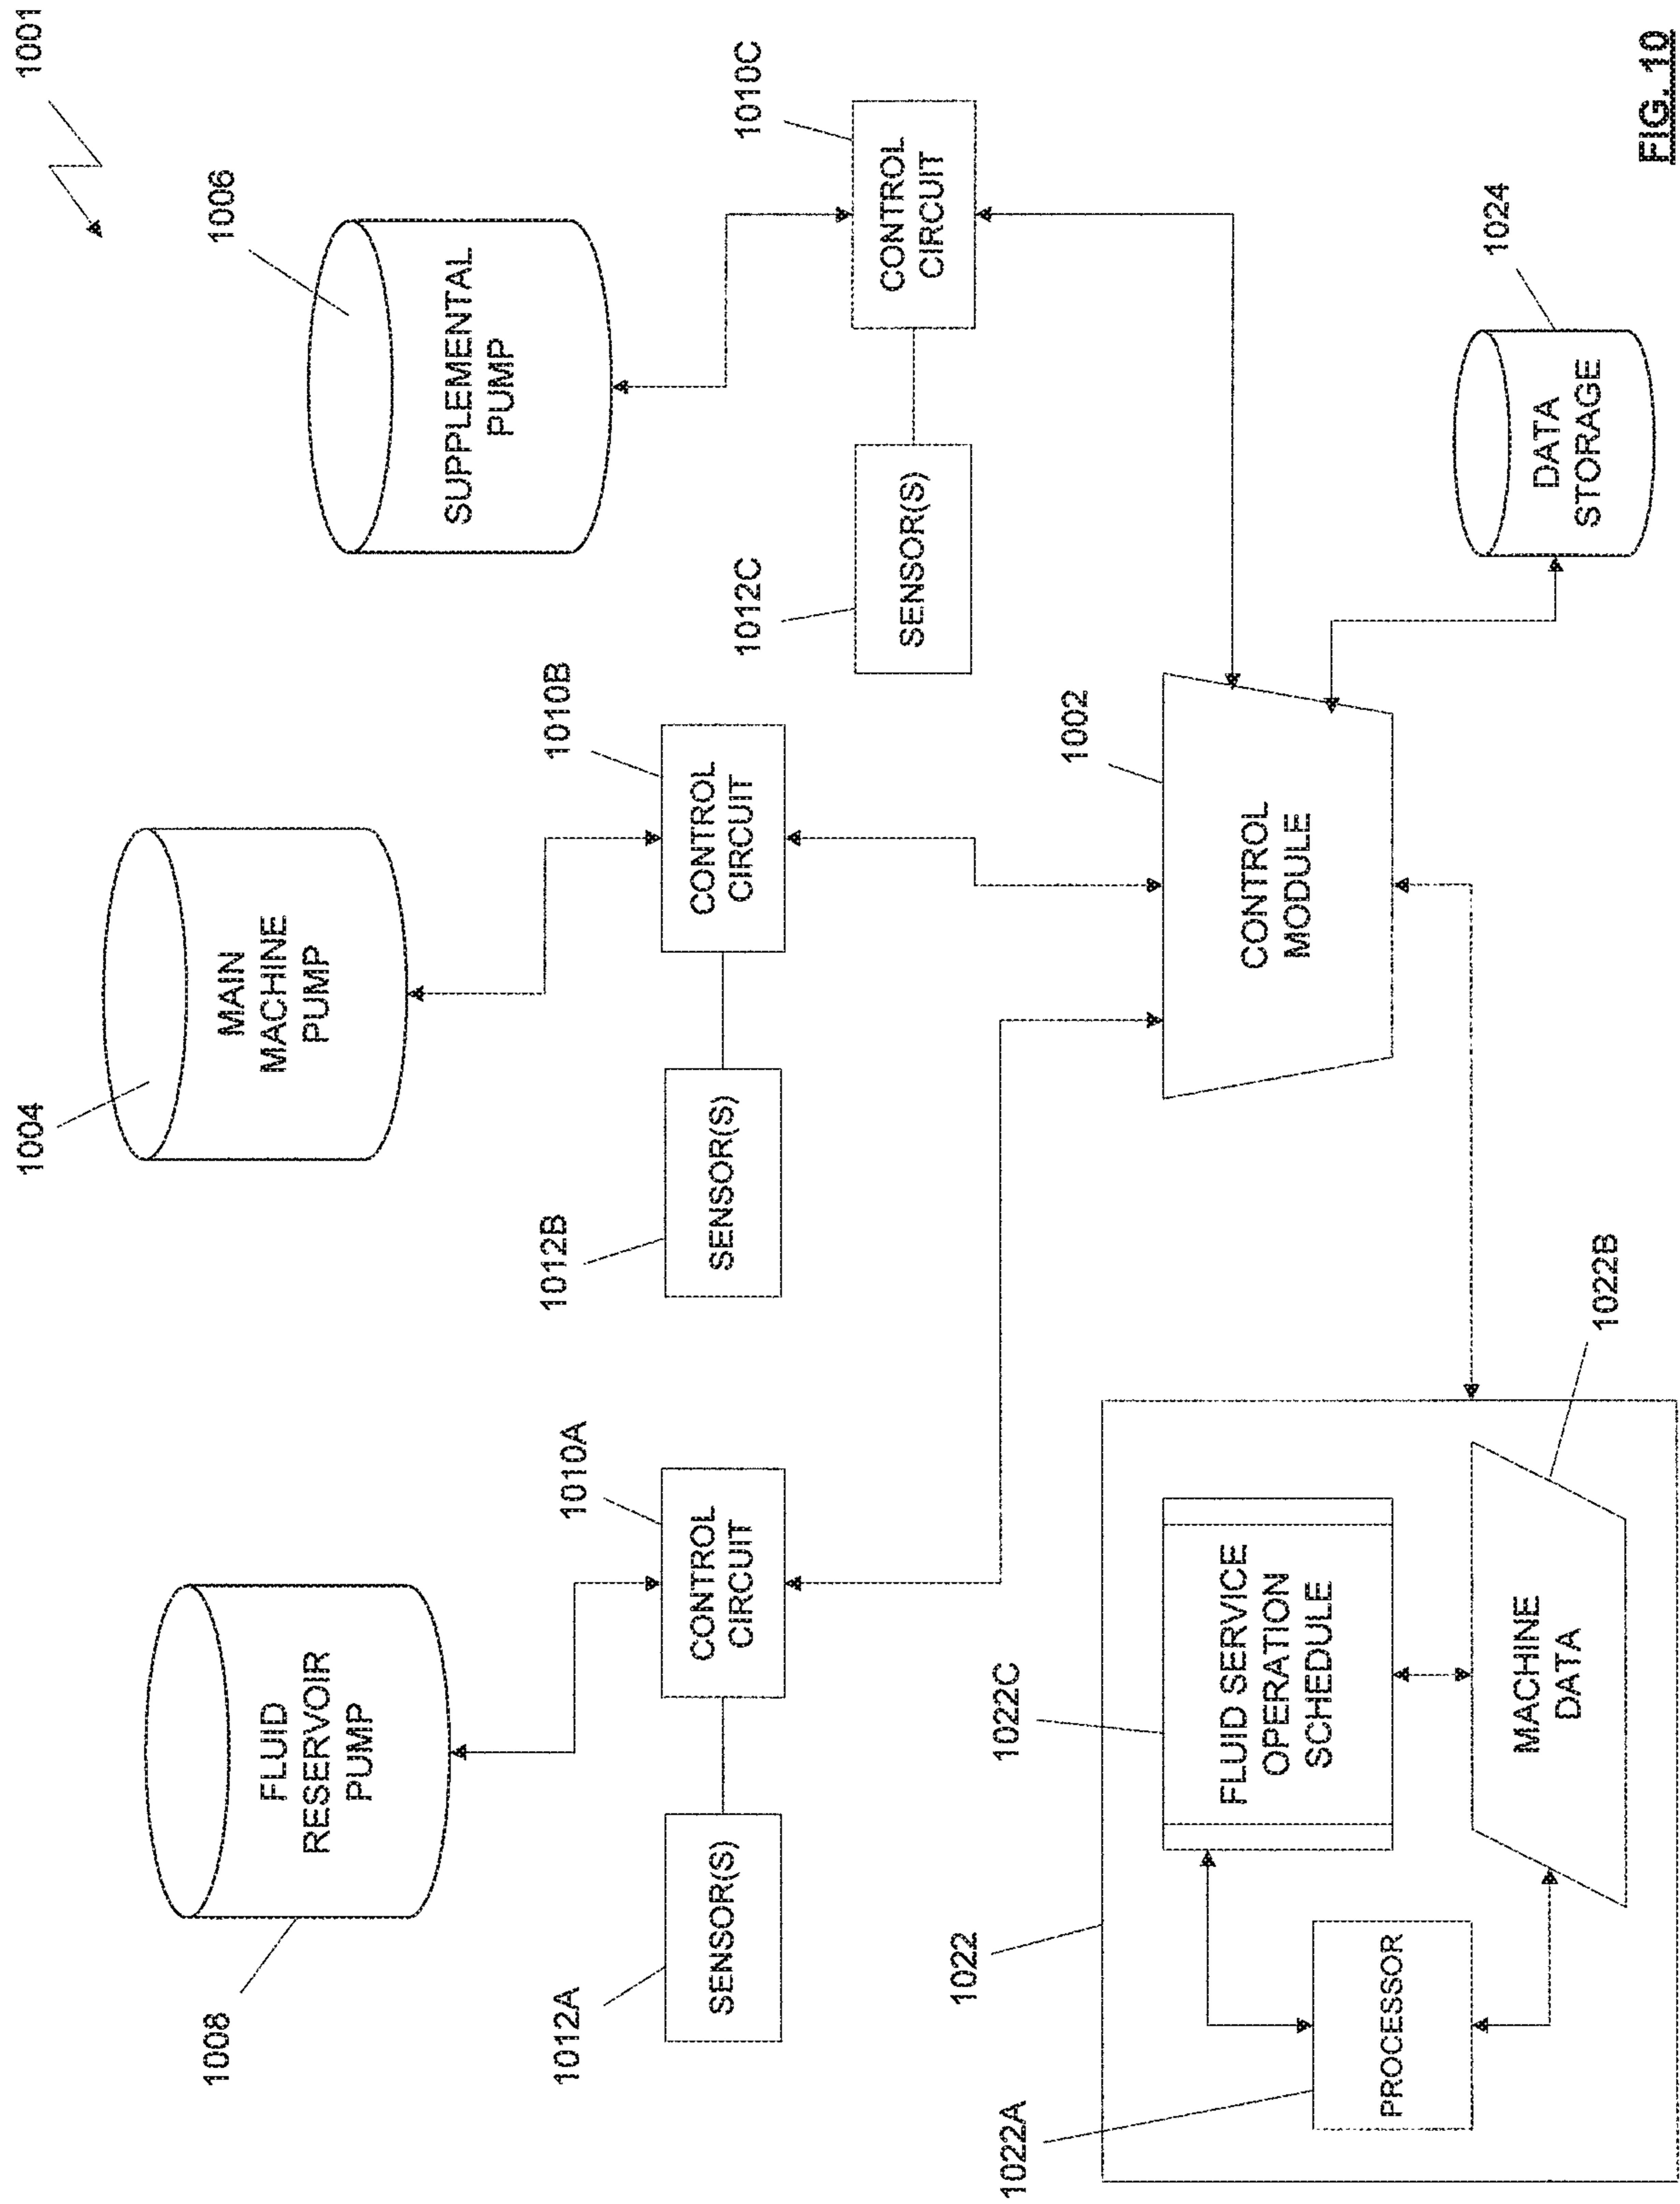 1001
1006
SUPPLEMENTAL
PUMP
1004
MAIN
MACHINE
PUMP
1008
FLUID
RESERVOIR
PUMP
1010A
CONTROL
CIRCUIT
1012A
SENSOR(S)
1010B
CONTROL
CIRCUIT
1012B
SENSOR(S)
1010C
CONTROL
CIRCUIT
1012C
SENSOR(S)
1002
CONTROL
MODULE
1024
DATA
STORAGE
1022
1022A
PROCESSOR
1022C
FLUID SERVICE
OPERATION
SCHEDULE
1022B
MACHINE
DATA
FIG. 10